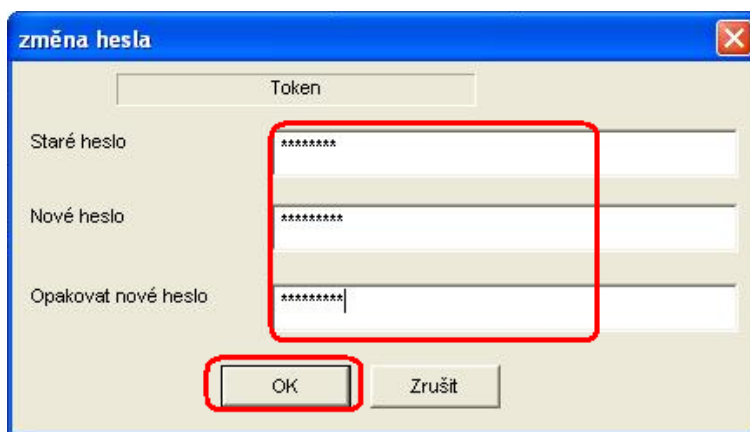 změna hesla
Token
Staré heslo
********
Nové heslo
*********
Opakovat nové heslo
*********
OK
Zrušit